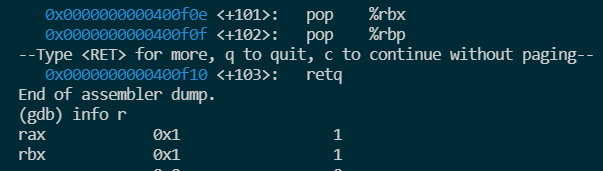 0x0000000000400f0e <+101>: pop %rbx
0x0000000000400f0f <+102>: pop %rbp
--Type <RET> for more, q to quit, c to continue without paging--
0x0000000000400f10 <+103>: retq
End of assembler dump.
(gdb) info r
rax 0x1 1
rbx 0x1 1